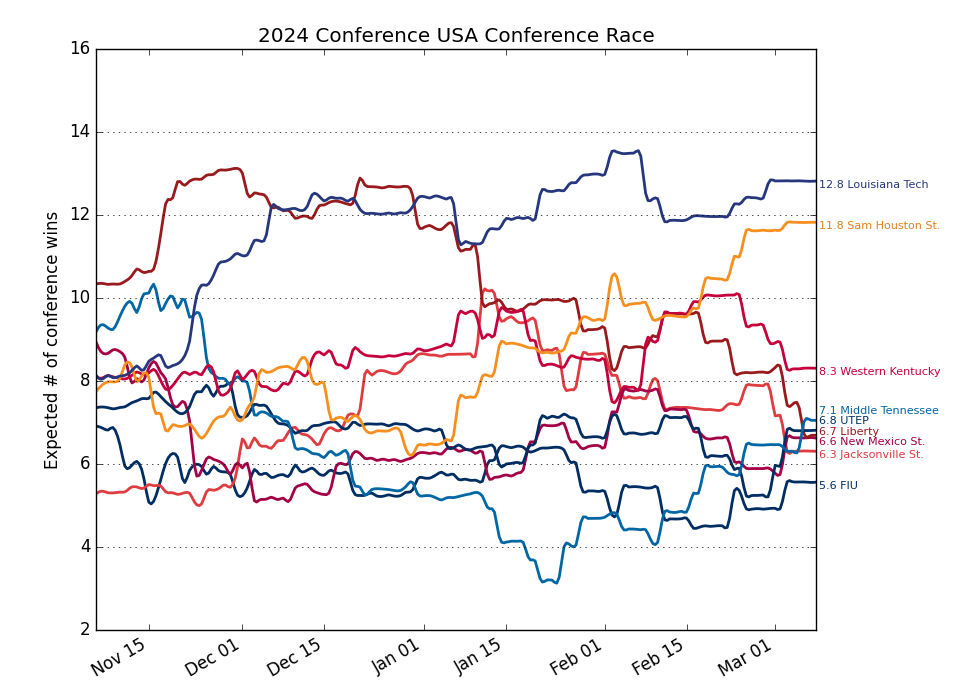 2024 Conference USA Conference Race
Expected # of conference wins
16
14
12
10
8
6
4
2
12.8 Louisiana Tech
11.8 Sam Houston St.
8.3 Western Kentucky
7.1 Middle Tennessee
6.8 UTEP
6.7 Liberty
6.6 New Mexico St.
6.3 Jacksonville St.
5.6 FIU
Nov 15
Dec 01
Dec 15
Jan 01
Jan 15
Feb 01
Feb 15
Mar 01